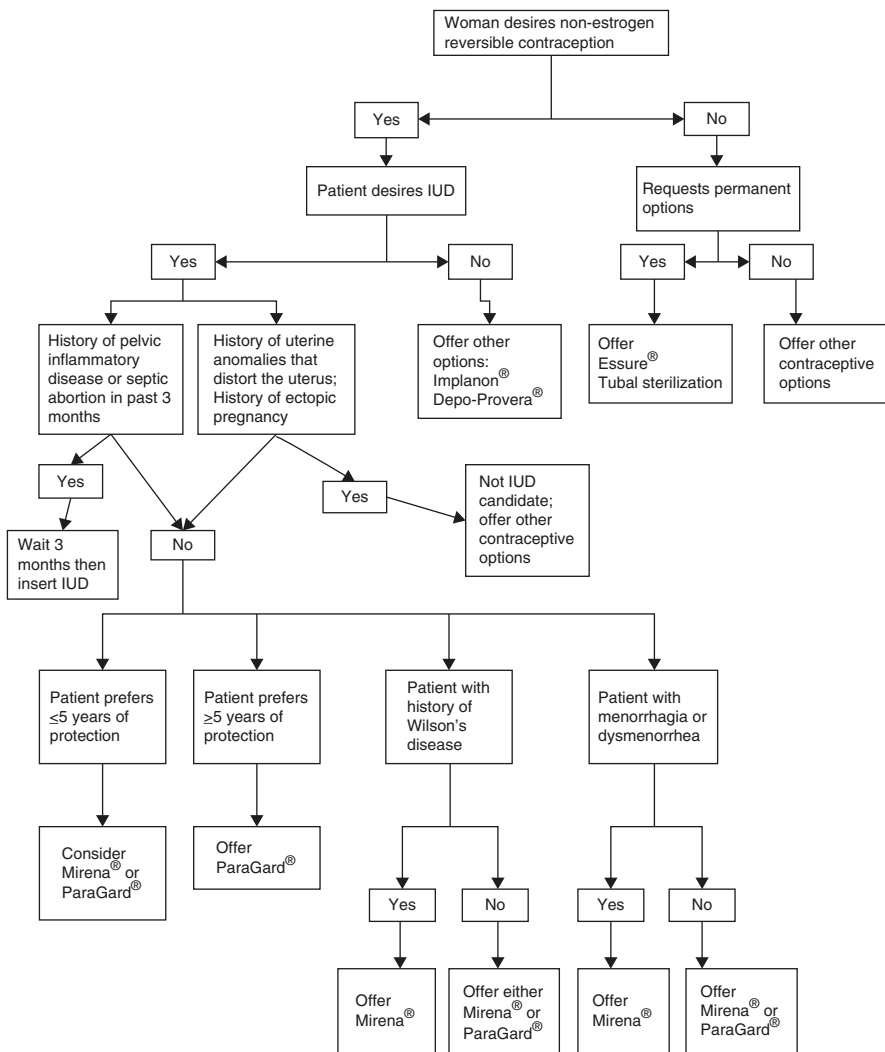 Woman desires non-estrogen
reversible contraception
Yes
No
Patient desires IUD
Requests permanent
options
Yes
No
Yes
No
History of pelvic
inflammatory
disease or septic
abortion in past 3
months
History of uterine
anomalies that
distort the uterus;
History of ectopic
pregnancy
Offer other
options:
Implanon®
Depo-Provera®
Offer
Essure®
Tubal sterilization
Offer other
contraceptive
options
Yes
No
Yes
Not IUD
candidate;
offer other
contraceptive
options
Wait 3
months then
insert IUD
Patient prefers
≤5 years of
protection
Patient prefers
≥5 years of
protection
Patient with
history of
Wilson's
disease
Patient with
menorrhagia or
dysmenorrhea
Consider
Mirena® or
ParaGard®
Offer
ParaGard®
Yes
No
Yes
No
Offer
Mirena®
Offer either
Mirena® or
ParaGard®
Offer
Mirena®
Offer
Mirena® or
ParaGard®